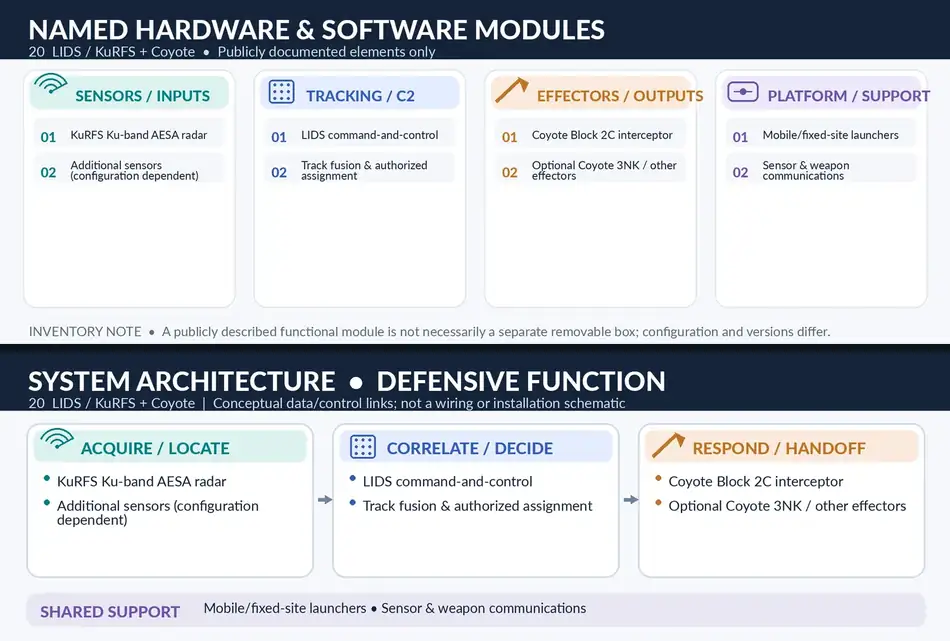 NAMED HARDWARE & SOFTWARE MODULES
20 LIDS / KuRFS + Coyote • Publicly documented elements only
SENSORS / INPUTS
01 KuRFS Ku-band AESA radar
02 Additional sensors
(configuration dependent)
TRACKING / C2
01 LIDS command-and-control
02 Track fusion & authorized
assignment
EFFECTORS / OUTPUTS
01 Coyote Block 2C interceptor
02 Optional Coyote 3NK / other
effectors
PLATFORM / SUPPORT
01 Mobile/fixed-site launchers
02 Sensor & weapon
communications
INVENTORY NOTE • A publicly described functional module is not necessarily a separate removable box; configuration and versions differ.
SYSTEM ARCHITECTURE • DEFENSIVE FUNCTION
20 LIDS / KuRFS + Coyote | Conceptual data/control links; not a wiring or installation schematic
ACQUIRE / LOCATE
• KuRFS Ku-band AESA radar
• Additional sensors (configuration
dependent)
CORRELATE / DECIDE
• LIDS command-and-control
• Track fusion & authorized assignment
RESPOND / HANDOFF
• Coyote Block 2C interceptor
• Optional Coyote 3NK / other effectors
SHARED SUPPORT Mobile/fixed-site launchers • Sensor & weapon communications